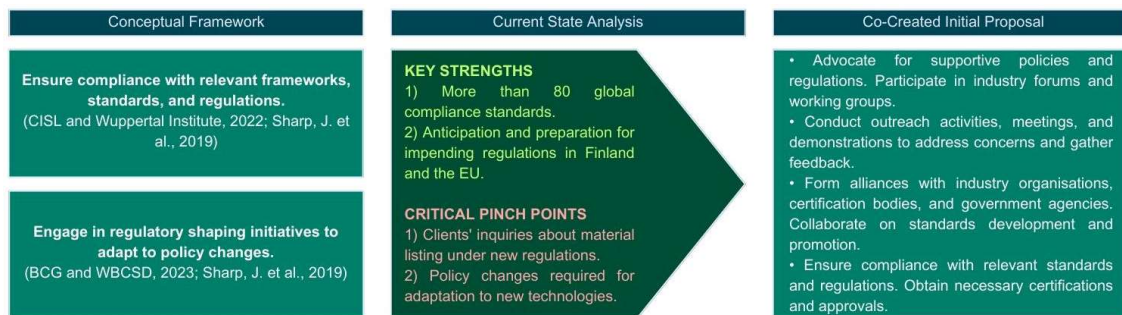 Conceptual Framework
Ensure compliance with relevant frameworks,
standards, and regulations.
(CISL and Wuppertal Institute, 2022; Sharp, J. et
al., 2019)
Engage in regulatory shaping initiatives to
adapt to policy changes.
(BCG and WBCSD, 2023; Sharp, J. et al., 2019)
Current State Analysis
KEY STRENGTHS
1) More than 80 global
compliance standards.
2) Anticipation and preparation for
impending regulations in Finland
and the EU.
CRITICAL PINCH POINTS
1) Clients' inquiries about material
listing under new regulations.
2) Policy changes required for
adaptation to new technologies.
Co-Created Initial Proposal
• Advocate for supportive policies and
regulations. Participate in industry forums and
working groups.
• Conduct outreach activities, meetings, and
demonstrations to address concerns and gather
feedback.
• Form alliances with industry organisations,
certification bodies, and government agencies.
Collaborate on standards development and
promotion.
• Ensure compliance with relevant standards
and regulations. Obtain necessary certifications
and approvals.